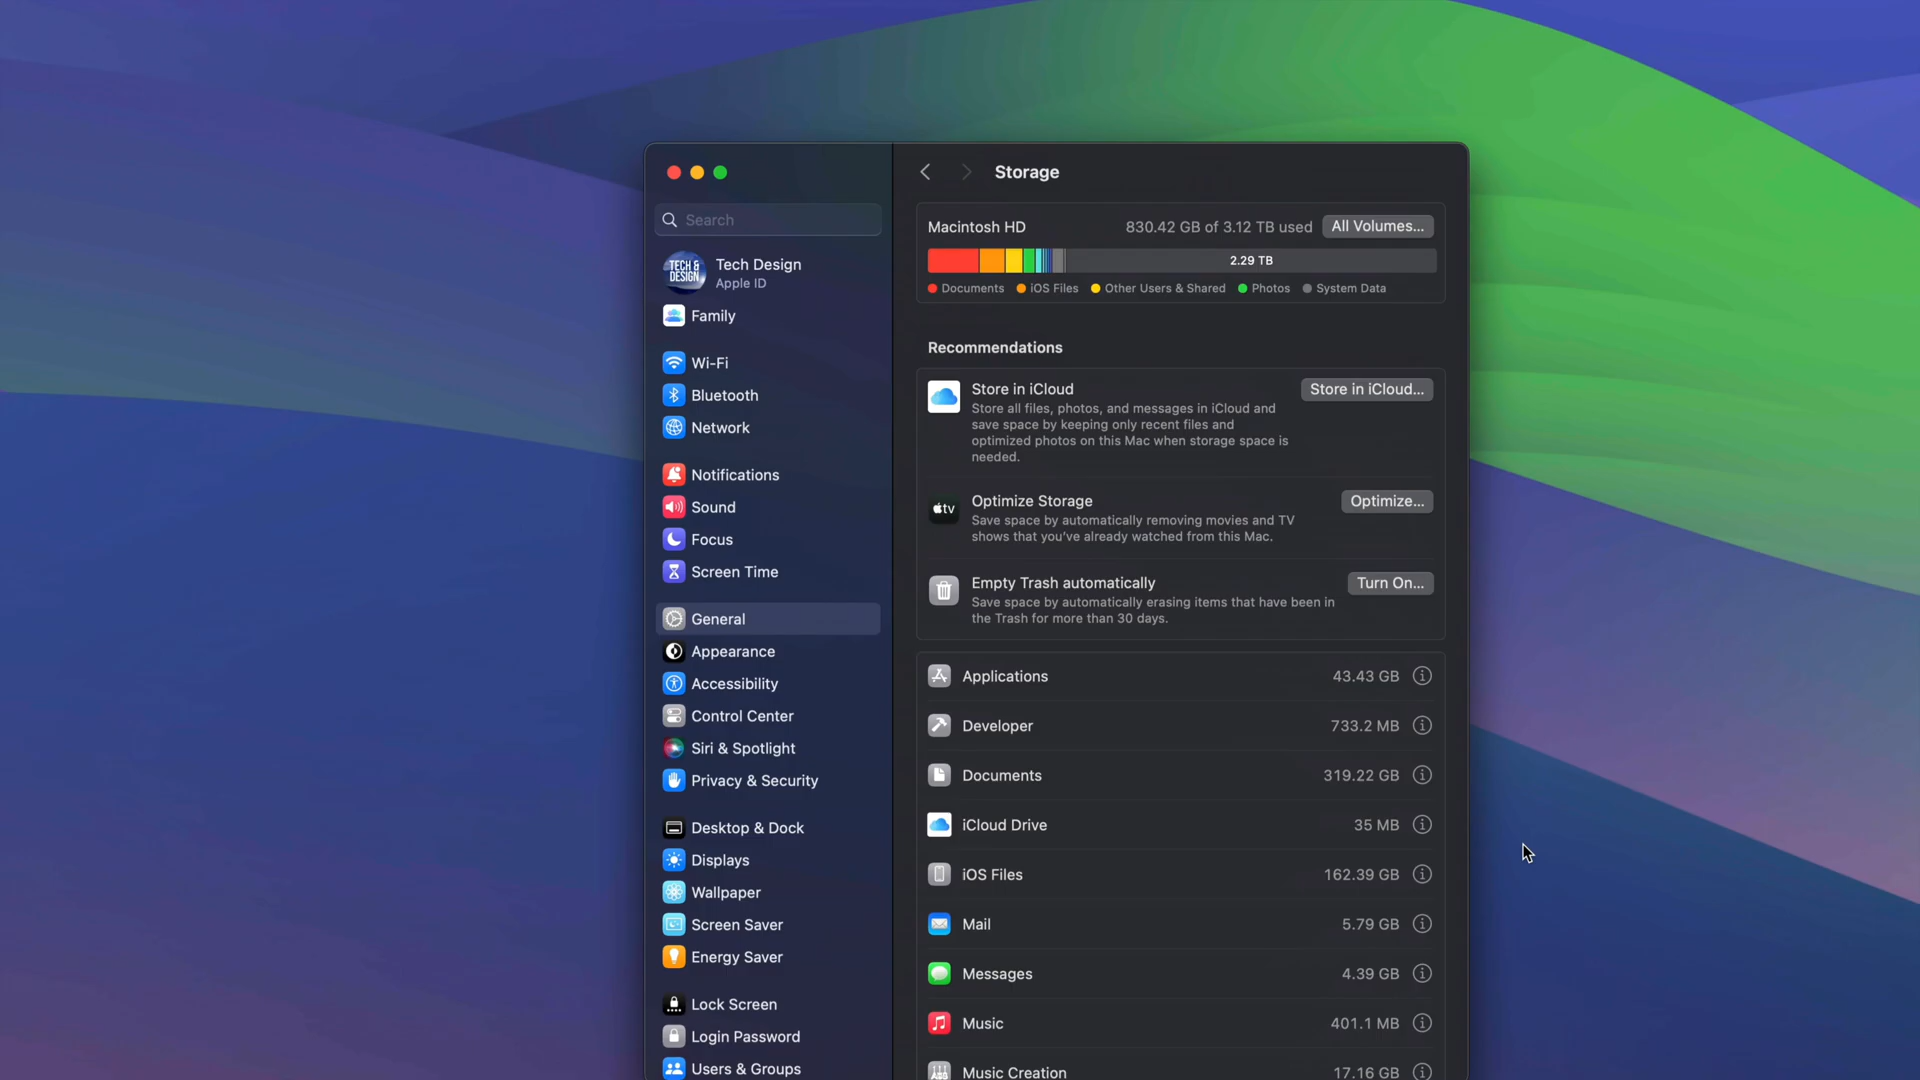 Search
TECH &
DESIGN
Tech Design
Apple ID
Family
Wi-Fi
Bluetooth
Network
Notifications
Sound
Focus
Screen Time
General
Appearance
Accessibility
Control Center
Siri & Spotlight
Privacy & Security
Desktop & Dock
Displays
Wallpaper
Screen Saver
Energy Saver
Lock Screen
Login Password
Users & Groups
Storage
Macintosh HD 830.42 GB of 3.12 TB used All Volumes...
2.29 TB
Documents iOS Files Other Users & Shared Photos System Data
Recommendations
Store in iCloud Store in iCloud...
Store all files, photos, and messages in iCloud and
save space by keeping only recent files and
optimized photos on this Mac when storage space is
needed.
tv
Optimize Storage Optimize...
Save space by automatically removing movies and TV
shows that you've already watched from this Mac.
Empty Trash automatically Turn On...
Save space by automatically erasing items that have been in
the Trash for more than 30 days.
Applications 43.43 GB
Developer 733.2 MB
Documents 319.22 GB
iCloud Drive 35 MB
iOS Files 162.39 GB
Mail 5.79 GB
Messages 4.39 GB
Music 401.1 MB
Music Creation 17.16 GB